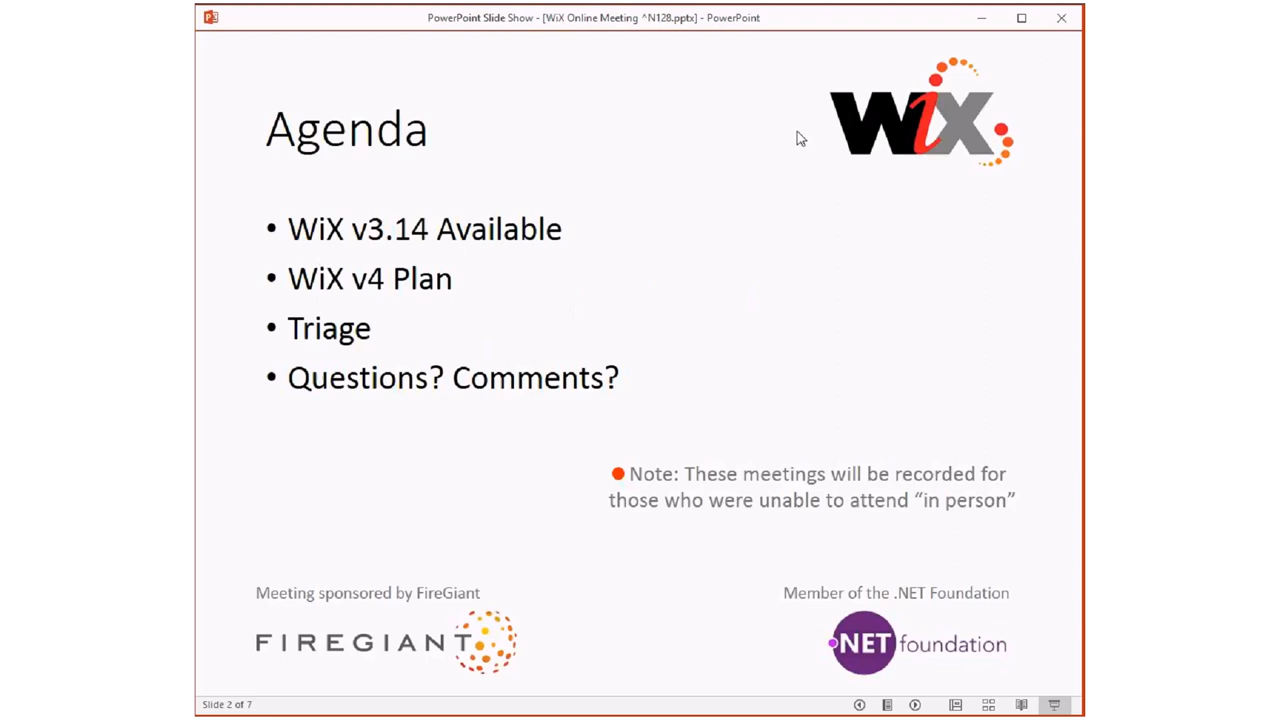 PowerPoint Slide Show - [WiX Online Meeting ^N128.pptx] - PowerPoint
WiX
Agenda
• WiX v3.14 Available
• WiX v4 Plan
• Triage
• Questions? Comments?
Note: These meetings will be recorded for
those who were unable to attend “in person”
Meeting sponsored by FireGiant
FIREGIANT
Member of the .NET Foundation
.NET foundation
Slide 2 of 7